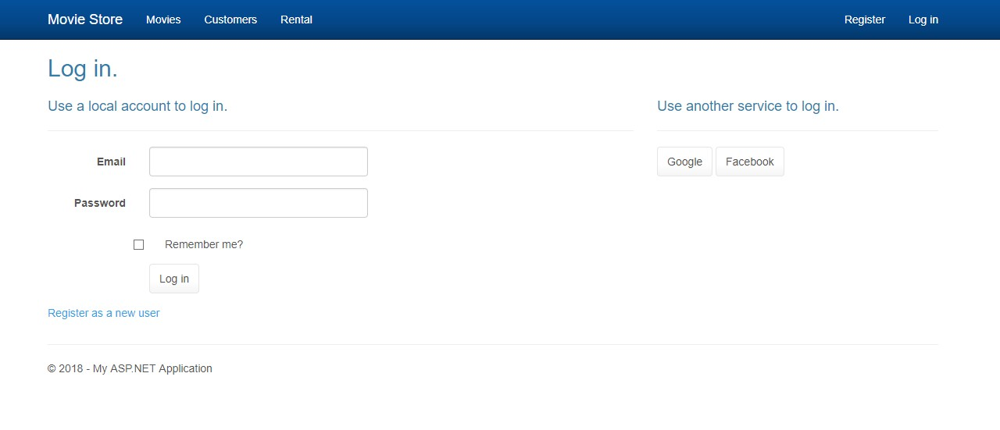 Movie Store Movies Customers Rental Register Log in
Log in.
Use a local account to log in.
Use another service to log in.
Email
Google Facebook
Password
Remember me?
Log in
Register as a new user
© 2018 - My ASP.NET Application